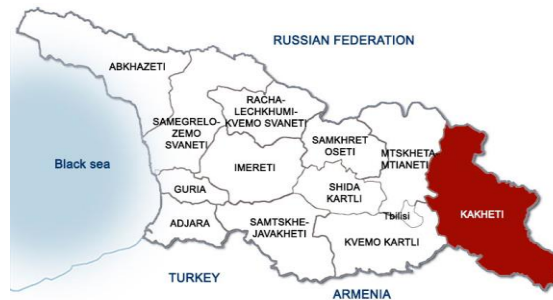 RUSSIAN FEDERATION
ABKHAZETI
RACHA-
LECHKHUMI-
KVEMO SVANETI
SAMEGRELO-
ZEMO
SVANETI
SAMKHRET
OSETI
MTSKHETA
MTIANETI
Black sea
IMERETI
GURIA
SHIDA
KARTLI
Tbilisi
KAKHETI
ADJARA
SAMTSKHE-
JAVAKHETI
KVEMO KARTLI
TURKEY
ARMENIA